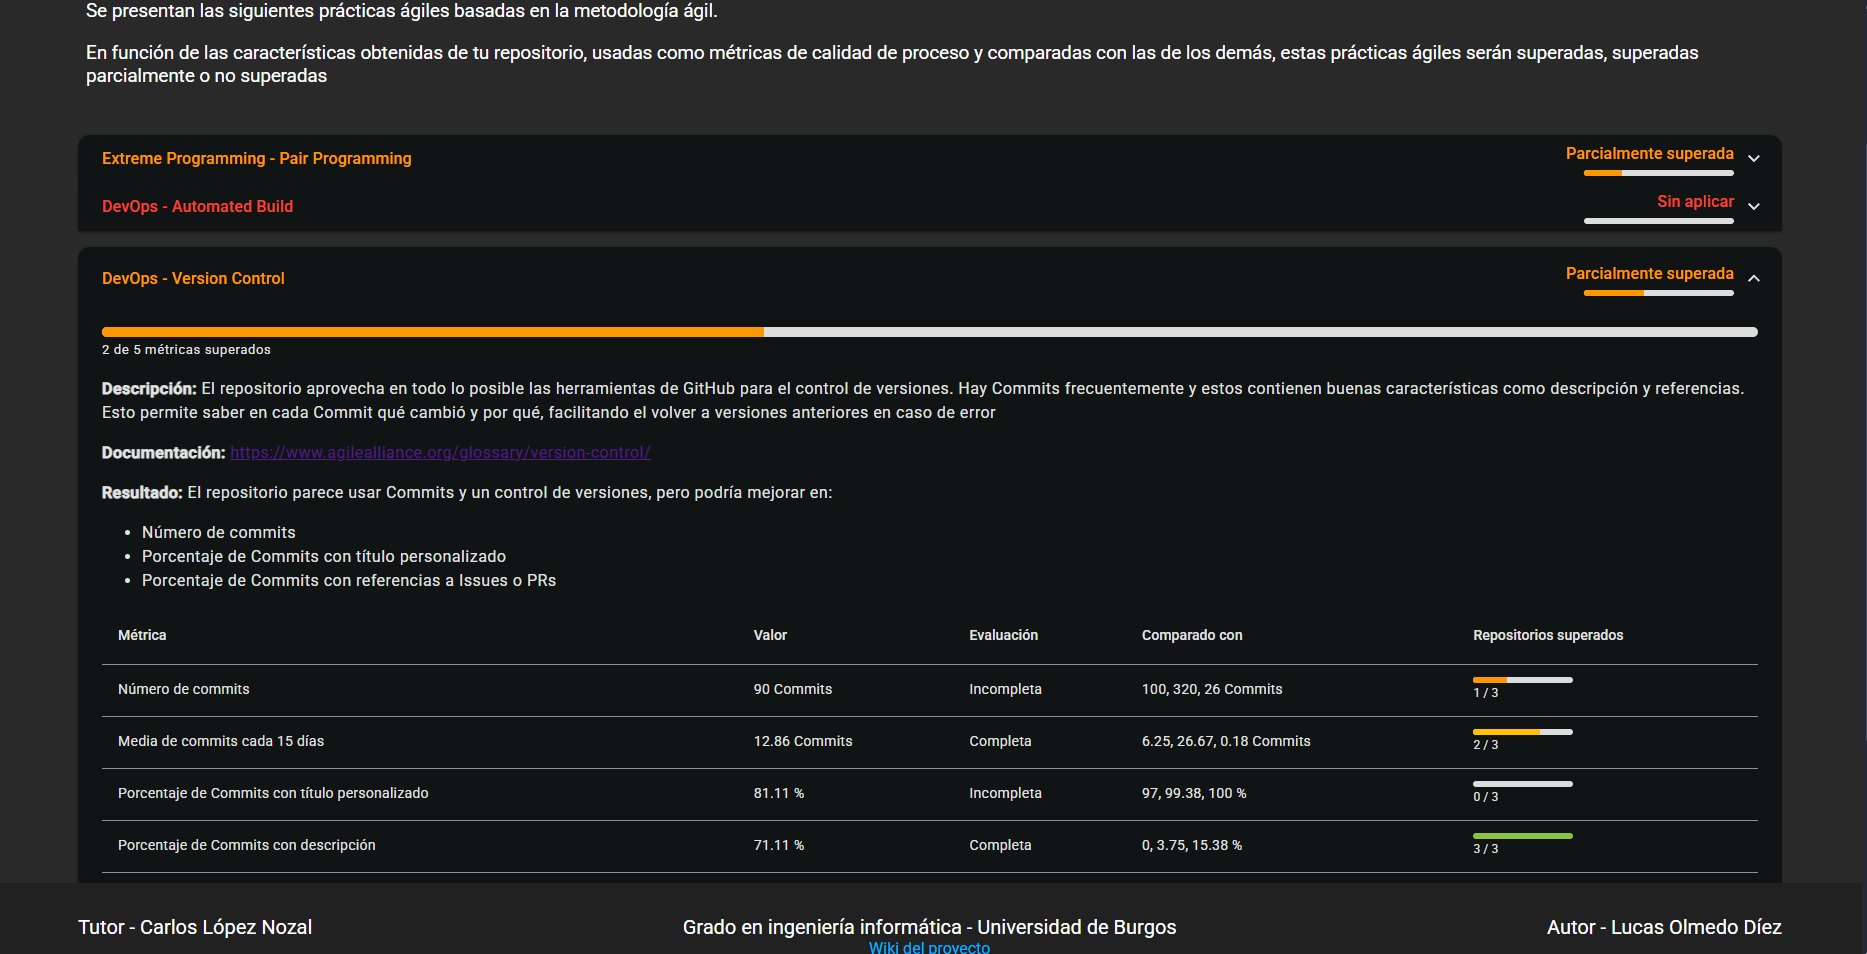 Se presentan las siguientes prácticas ágiles basadas en la metodología ágil.
En función de las características obtenidas de tu repositorio, usadas como métricas de calidad de proceso y comparadas con las de los demás, estas prácticas ágiles serán superadas, superadas
parcialmente o no superadas
Extreme Programming - Pair Programming
Parcialmente superada
DevOps - Automated Build
Sin aplicar
DevOps - Version Control
Parcialmente superada
2 de 5 métricas superados
Descripción: El repositorio aprovecha en todo lo posible las herramientas de GitHub para el control de versiones. Hay Commits frecuentemente y estos contienen buenas características como descripción y referencias.
Esto permite saber en cada Commit qué cambió y por qué, facilitando el volver a versiones anteriores en caso de error
Documentación: https://www.agilealliance.org/glossary/version-control/
Resultado: El repositorio parece usar Commits y un control de versiones, pero podría mejorar en:
• Número de commits
• Porcentaje de Commits con título personalizado
• Porcentaje de Commits con referencias a Issues o PRs
Métrica Valor Evaluación Comparado con Repositorios superados
Número de commits 90 Commits Incompleta 100, 320, 26 Commits 1 / 3
Media de commits cada 15 días 12.86 Commits Completa 6.25, 26.67, 0.18 Commits 2 / 3
Porcentaje de Commits con título personalizado 81.11 % Incompleta 97, 99.38, 100 % 0 / 3
Porcentaje de Commits con descripción 71.11 % Completa 0, 3.75, 15.38 % 3 / 3
Tutor - Carlos López Nozal
Grado en ingeniería informática - Universidad de Burgos
Autor - Lucas Olmedo Díez
Wiki del proyecto